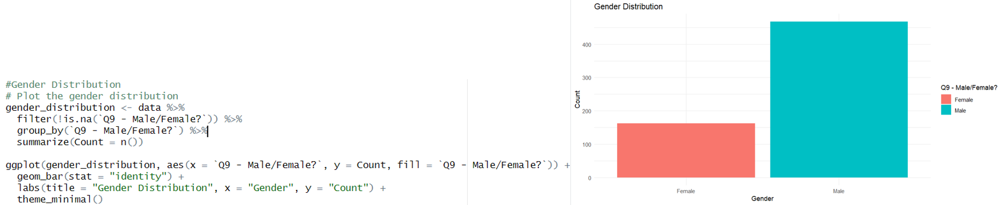 #Gender Distribution
# Plot the gender distribution
gender_distribution <- data %>%
  filter(!is.na(`Q9 - Male/Female?`)) %>%
  group_by(`Q9 - Male/Female?`) %>%
  summarize(Count = n())
ggplot(gender_distribution, aes(x = `Q9 - Male/Female?`, y = Count, fill = `Q9 - Male/Female?`)) +
  geom_bar(stat = "identity") +
  labs(title = "Gender Distribution", x = "Gender", y = "Count") +
  theme_minimal()
Gender Distribution
Count
400
300
200
100
0
Female
Male
Gender
Q9 - Male/Female?
Female
Male